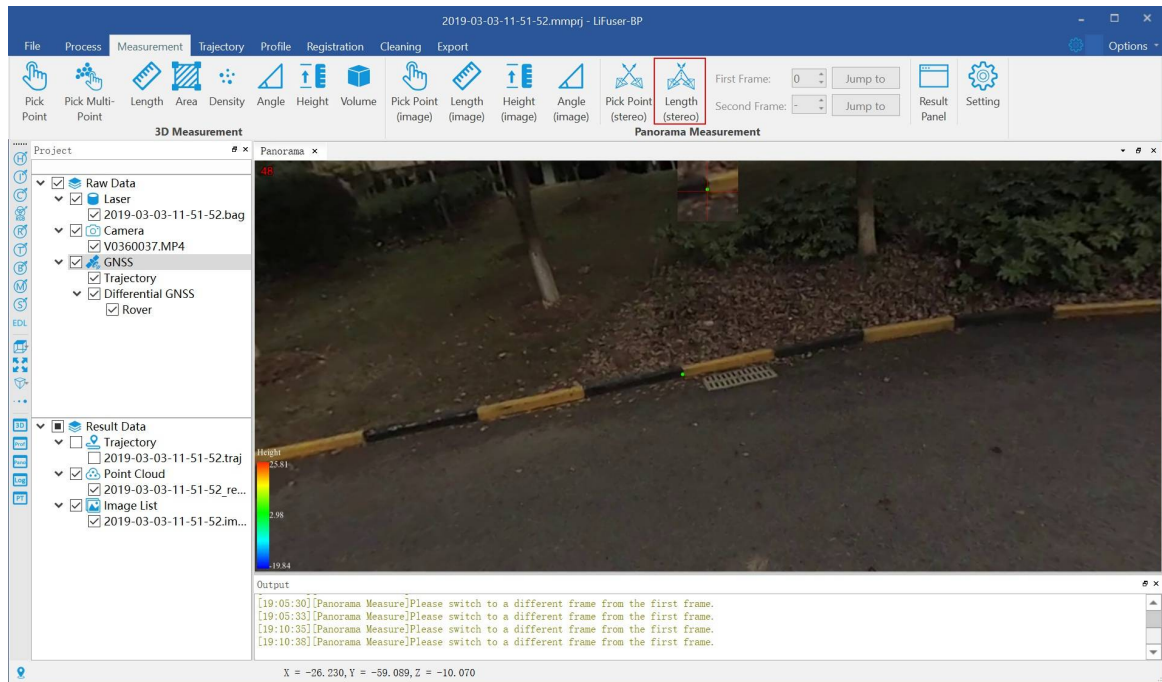 2019-03-03-11-51-52.mmprj - LiFuser-BP
File Process Measurement Trajectory Profile Registration Cleaning Export Options
Pick Point
Pick Multi-Point
Length
Area
Density
Angle
Height
Volume
3D Measurement
Pick Point (image)
Length (image)
Height (image)
Angle (image)
Pick Point (stereo)
Length (stereo)
First Frame: 0 Jump to
Second Frame: - Jump to
Panorama Measurement
Result Panel
Setting
Project
Raw Data
Laser
2019-03-03-11-51-52.bag
Camera
V0360037.MP4
GNSS
Trajectory
Differential GNSS
Rover
EDL
3D
Prof
Log
PT
Result Data
Trajectory
2019-03-03-11-51-52.traj
Point Cloud
2019-03-03-11-51-52_re...
Image List
2019-03-03-11-51-52.im...
Panorama
48
Height
25.81
2.98
-19.84
Output
[19:05:30][Panorama Measure]Please switch to a different frame from the first frame.
[19:05:33][Panorama Measure]Please switch to a different frame from the first frame.
[19:10:35][Panorama Measure]Please switch to a different frame from the first frame.
[19:10:38][Panorama Measure]Please switch to a different frame from the first frame.
X = -26.230, Y = -59.089, Z = -10.070